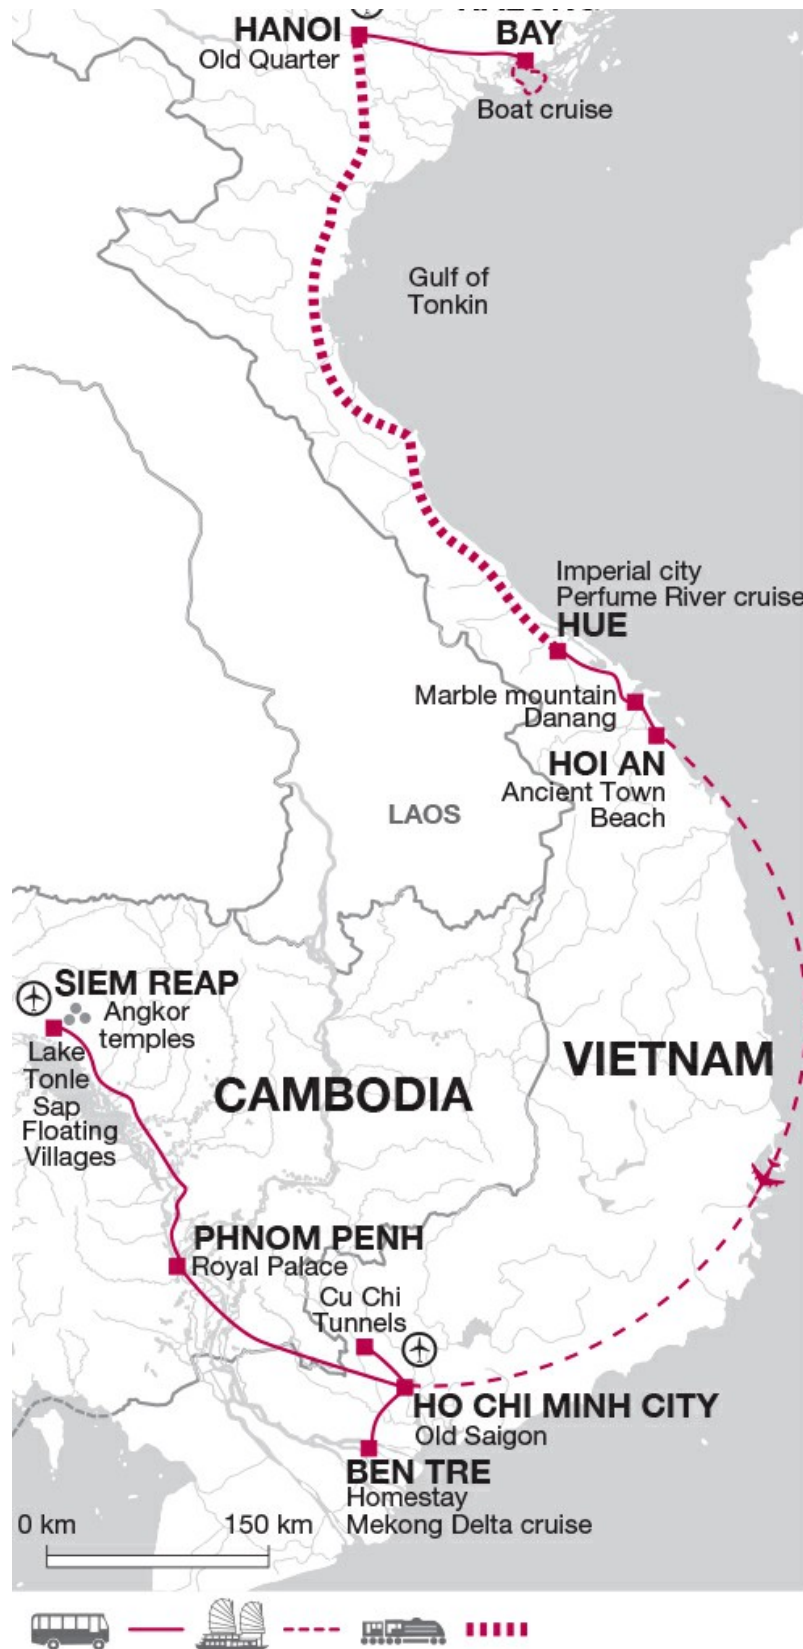 HANOI
Old Quarter
BAY
Boat cruise
Gulf of
Tonkin
Imperial city
Perfume River cruise
HUE
Marble mountain
Danang
HOI AN
Ancient Town
Beach
LAOS
SIEM REAP
Angkor
temples
Lake
Tonle
Sap
Floating
Villages
CAMBODIA
VIETNAM
PHNOM PENH
Royal Palace
Cu Chi
Tunnels
HO CHI MINH CITY
Old Saigon
BEN TRE
Homestay
Mekong Delta cruise
0 km
150 km